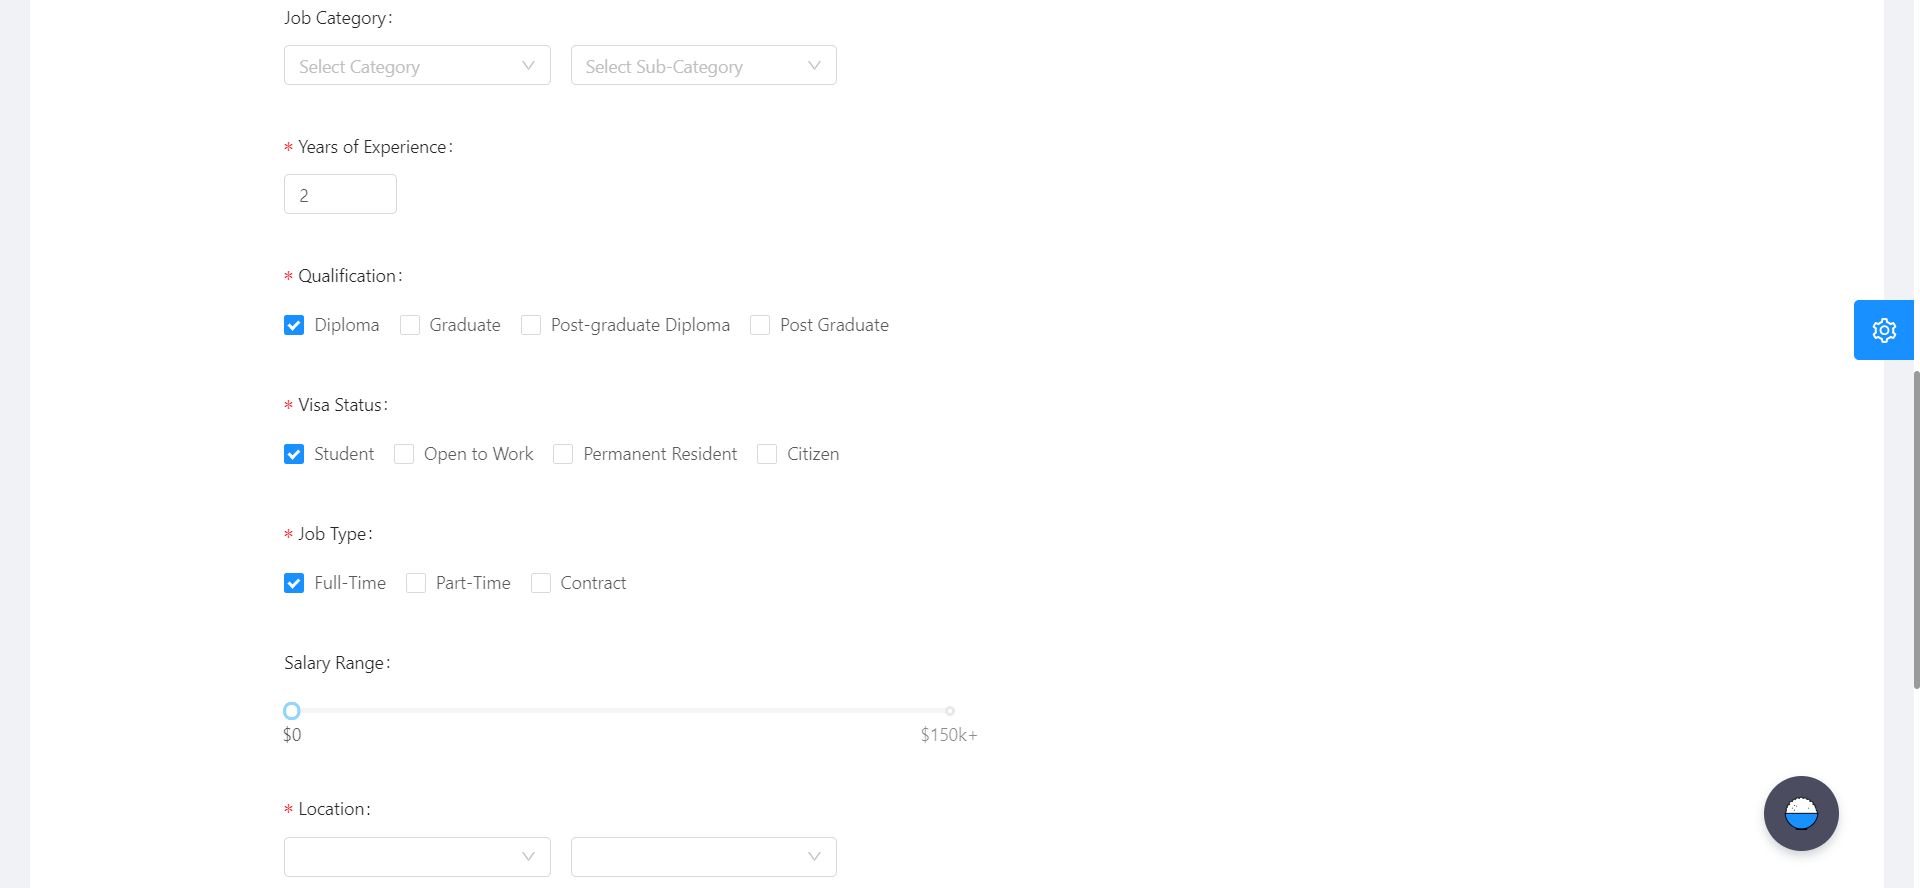 Job Category:
Select Category Select Sub-Category
* Years of Experience:
2
* Qualification:
Diploma Graduate Post-graduate Diploma Post Graduate
* Visa Status:
Student Open to Work Permanent Resident Citizen
* Job Type:
Full-Time Part-Time Contract
Salary Range:
$0 $150k+
* Location: